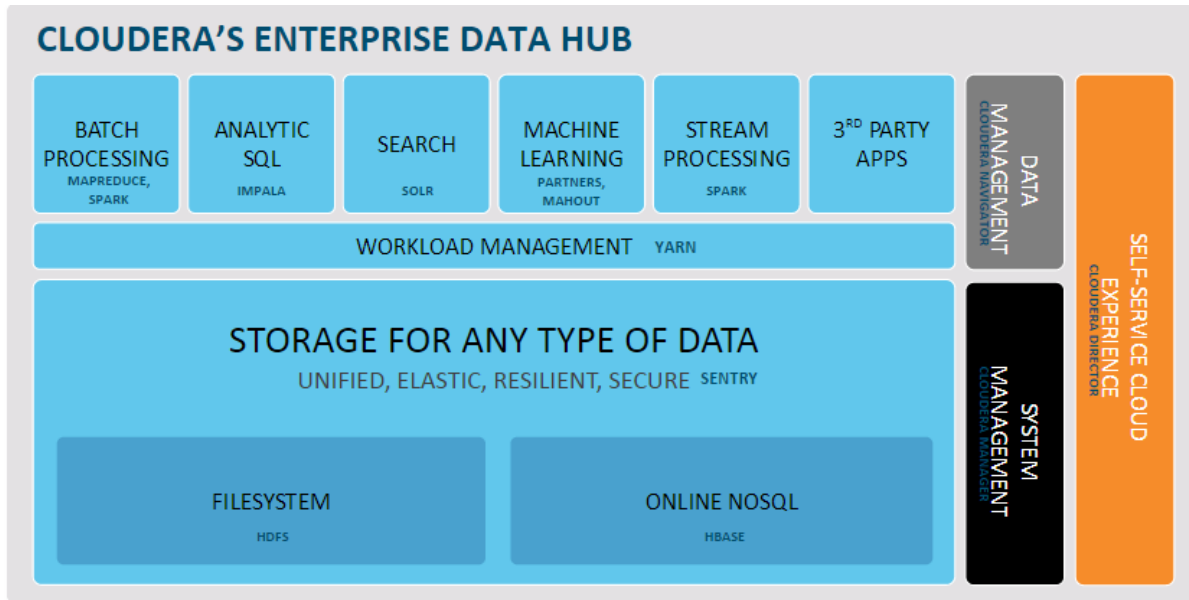 CLOUDERA’S ENTERPRISE DATA HUB
BATCH
PROCESSING
MAPREDUCE,
SPARK
ANALYTIC
SQL
IMPALA
SEARCH
SOLR
MACHINE
LEARNING
PARTNERS,
MAHOUT
STREAM
PROCESSING
SPARK
3RD PARTY
APPS
WORKLOAD MANAGEMENT YARN
STORAGE FOR ANY TYPE OF DATA
UNIFIED, ELASTIC, RESILIENT, SECURE SENTRY
FILESYSTEM
HDFS
ONLINE NOSQL
HBASE
DATA
MANAGEMENT
CLOUDERA NAVIGATOR
SYSTEM
MANAGEMENT
CLOUDERA MANAGER
SELF-SERVICE CLOUD
EXPERIENCE
CLOUDERA DIRECTOR